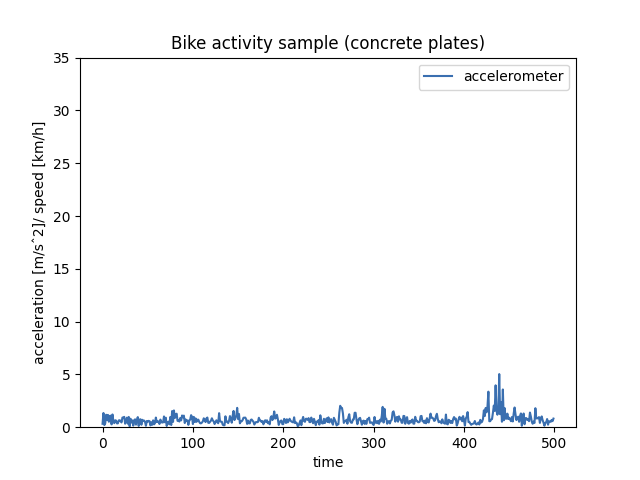 Bike activity sample (concrete plates)
accelerometer
acceleration [m/sˆ2]/ speed [km/h]
35
30
25
20
15
10
5
0
0 100 200 300 400 500
time